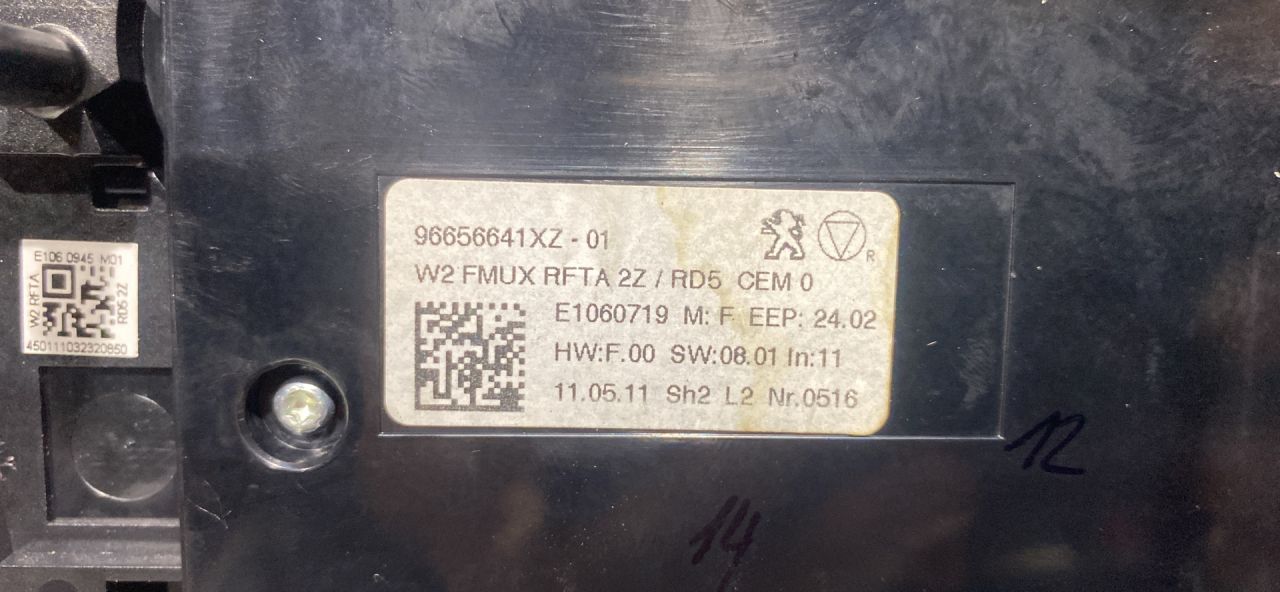 E106 0945 M01
W2 RFTA
RD5 2Z
450111032320850
96656641XZ - 01
R
W2 FMUX RFTA 2Z / RD5 CEM 0
E1060719 M: F EEP: 24.02
HW:F.00 SW:08.01 In:11
11.05.11 Sh2 L2 Nr.0516
12
14